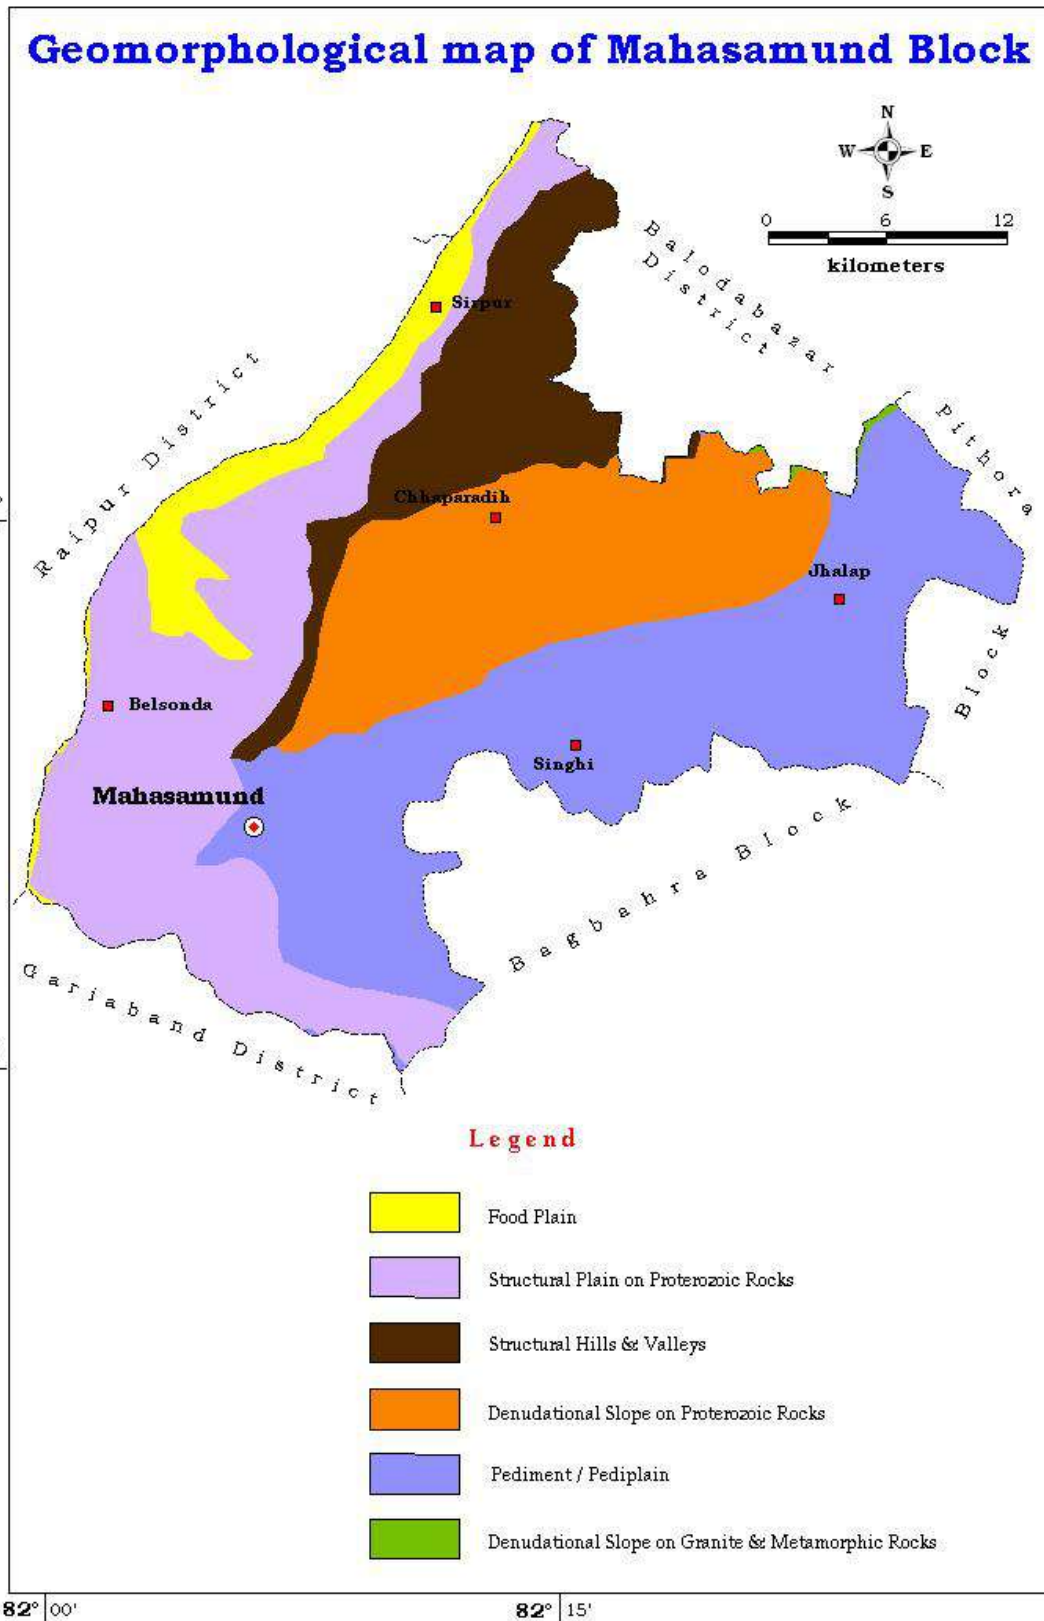 Geomorphological map of Mahasamund Block
N
W E
S
0 6 12
kilometers
Balodabazar
District
Sirpur
Raipur District
Pithora
Block
Chhaparadih
Jhalap
Belsonda
Singhi
Mahasamund
Bagbahra Block
Gariaband District
Legend
Food Plain
Structural Plain on Proterozoic Rocks
Structural Hills & Valleys
Denudational Slope on Proterozoic Rocks
Pediment / Pediplain
Denudational Slope on Granite & Metamorphic Rocks
82° 00' 82° 15'